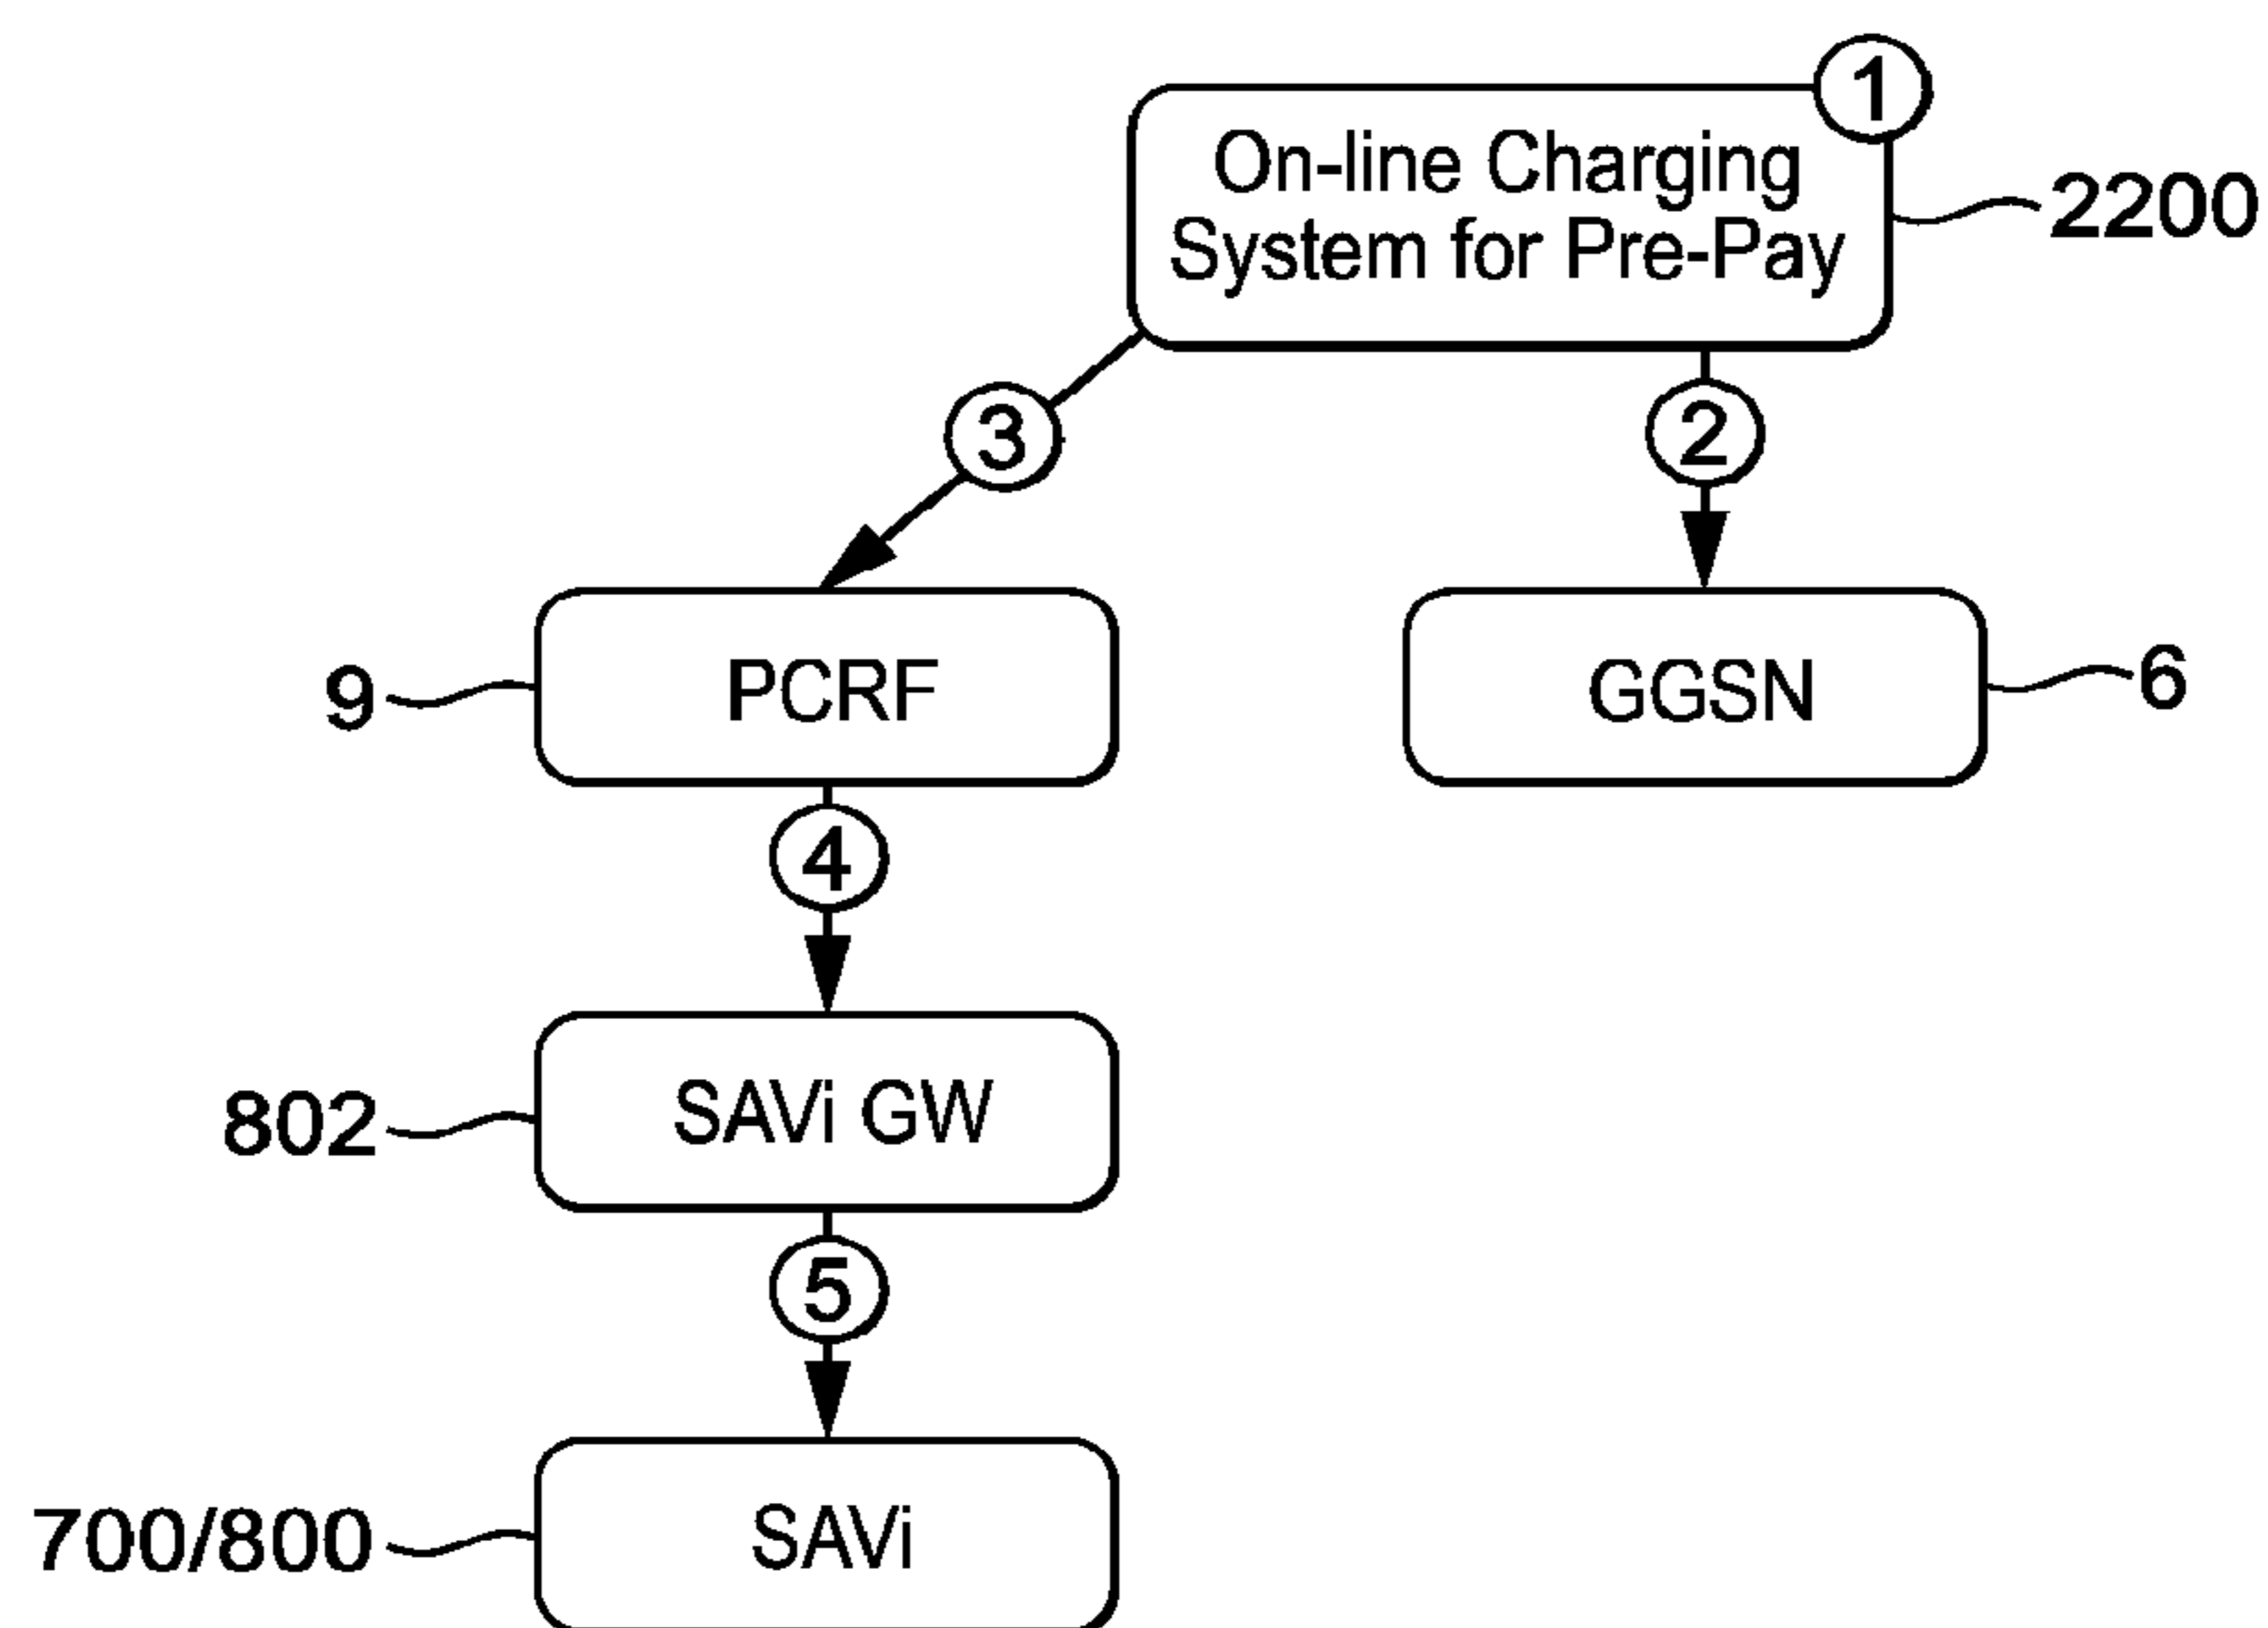 1
On-line Charging
System for Pre-Pay
2200
3
2
9
PCRF
GGSN
6
4
802
SAVi GW
5
700/800
SAVi